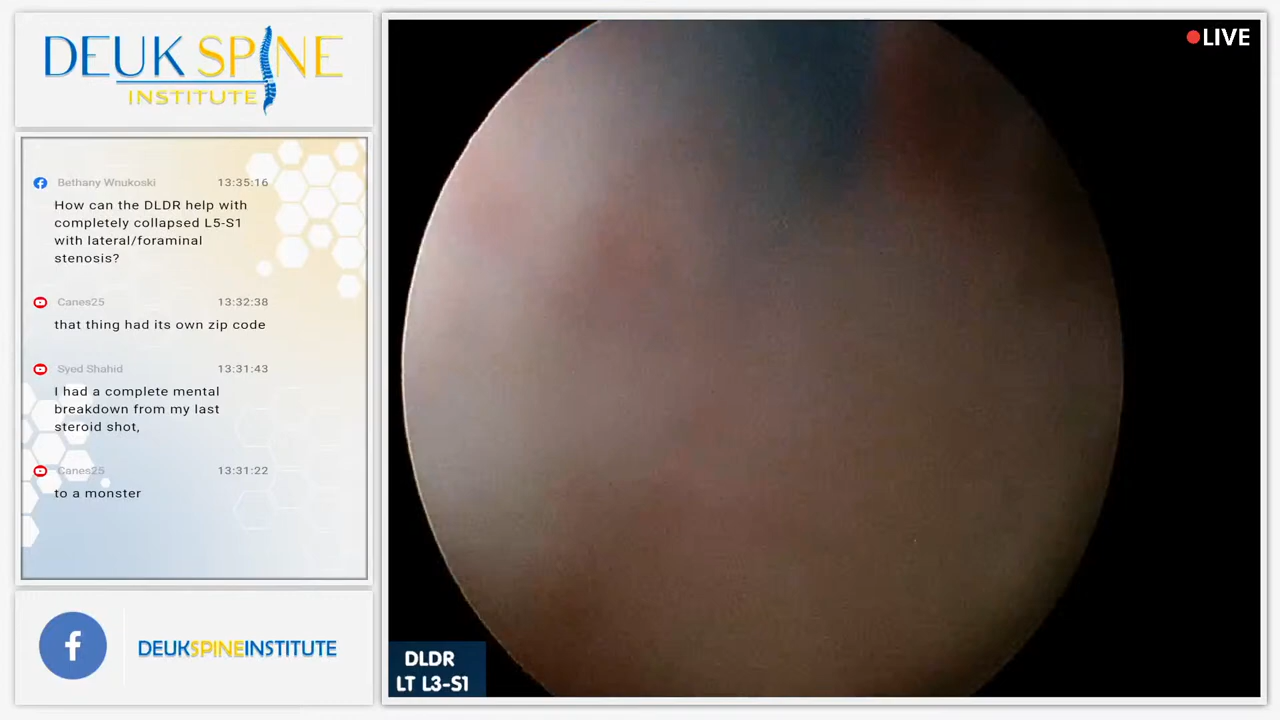 DEUK SPINE
INSTITUTE
Bethany Wnukoski 13:35:16
How can the DLDR help with
completely collapsed L5-S1
with lateral/foraminal
stenosis?
Canes25 13:32:38
that thing had its own zip code
Syed Shahid 13:31:43
I had a complete mental
breakdown from my last
steroid shot,
Canes25 13:31:22
to a monster
f DEUKSPINEINSTITUTE
LIVE
DLDR
LT L3-S1